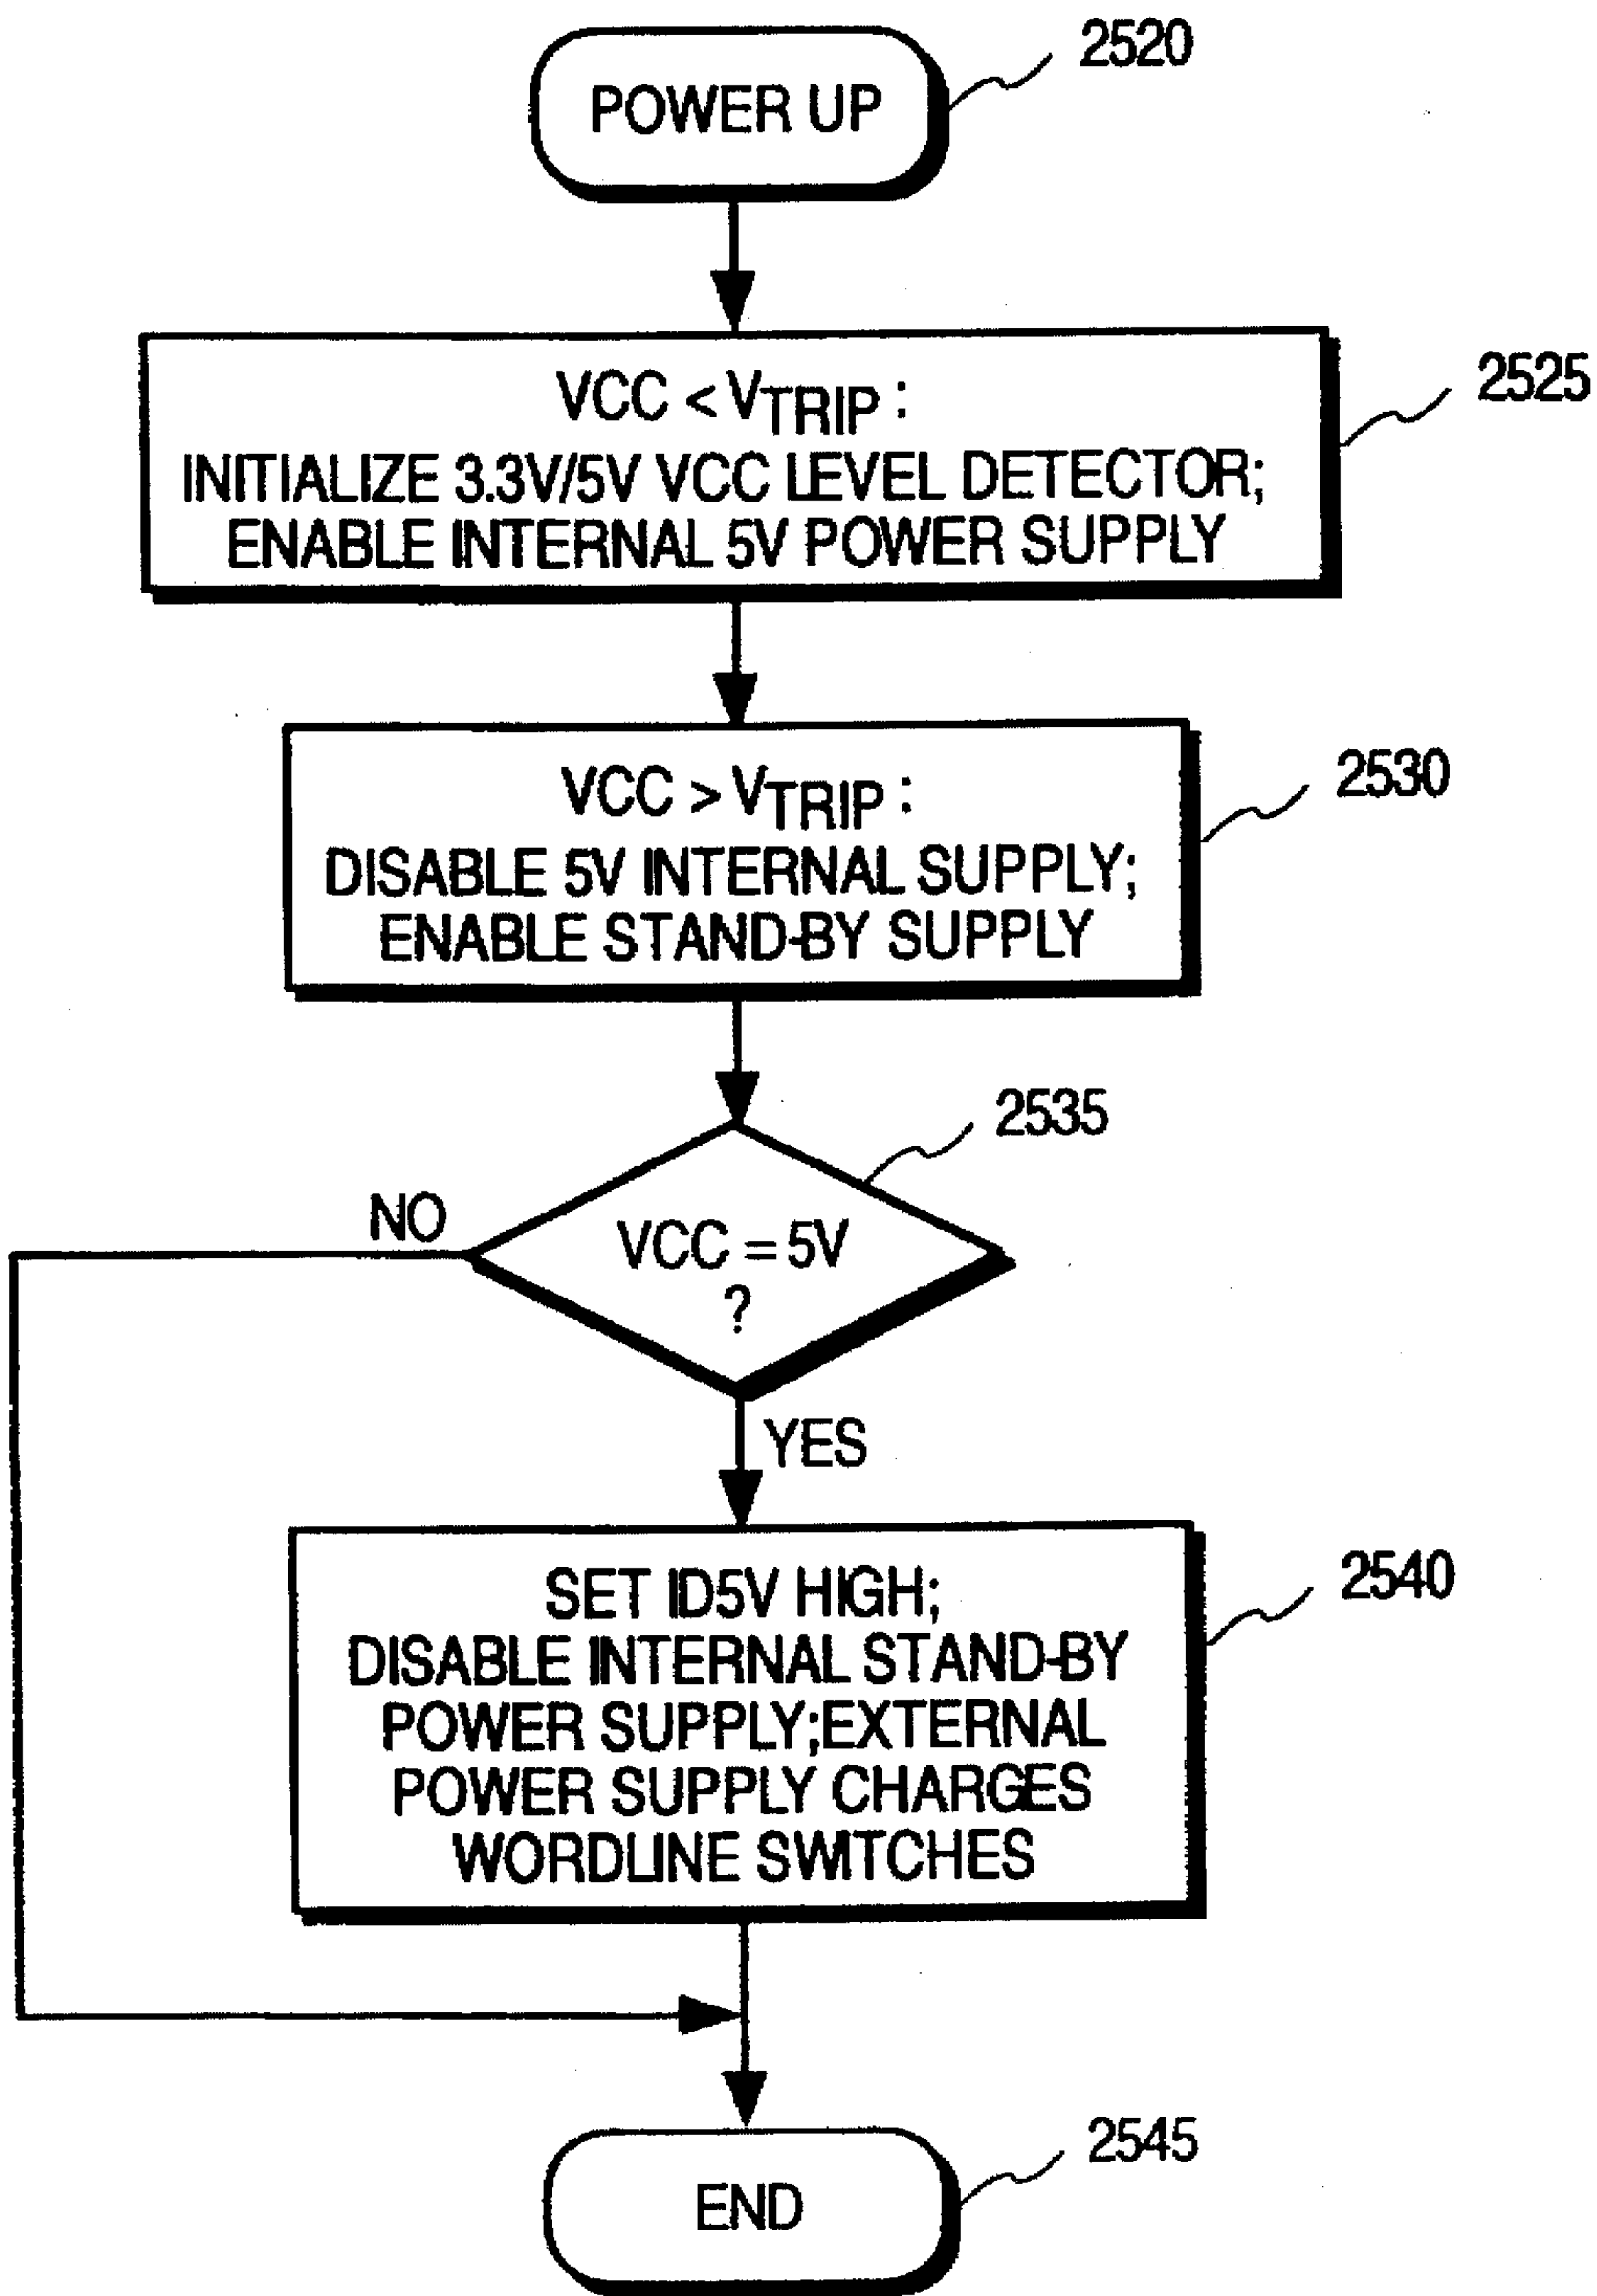 2520
POWER UP
2525
VCC < VTRIP :
INITIALIZE 3.3V/5V VCC LEVEL DETECTOR;
ENABLE INTERNAL 5V POWER SUPPLY
2530
VCC > VTRIP :
DISABLE 5V INTERNAL SUPPLY;
ENABLE STAND-BY SUPPLY
2535
NO
VCC = 5V
?
YES
2540
SET ID5V HIGH;
DISABLE INTERNAL STAND-BY
POWER SUPPLY;EXTERNAL
POWER SUPPLY CHARGES
WORDLINE SWITCHES
2545
END